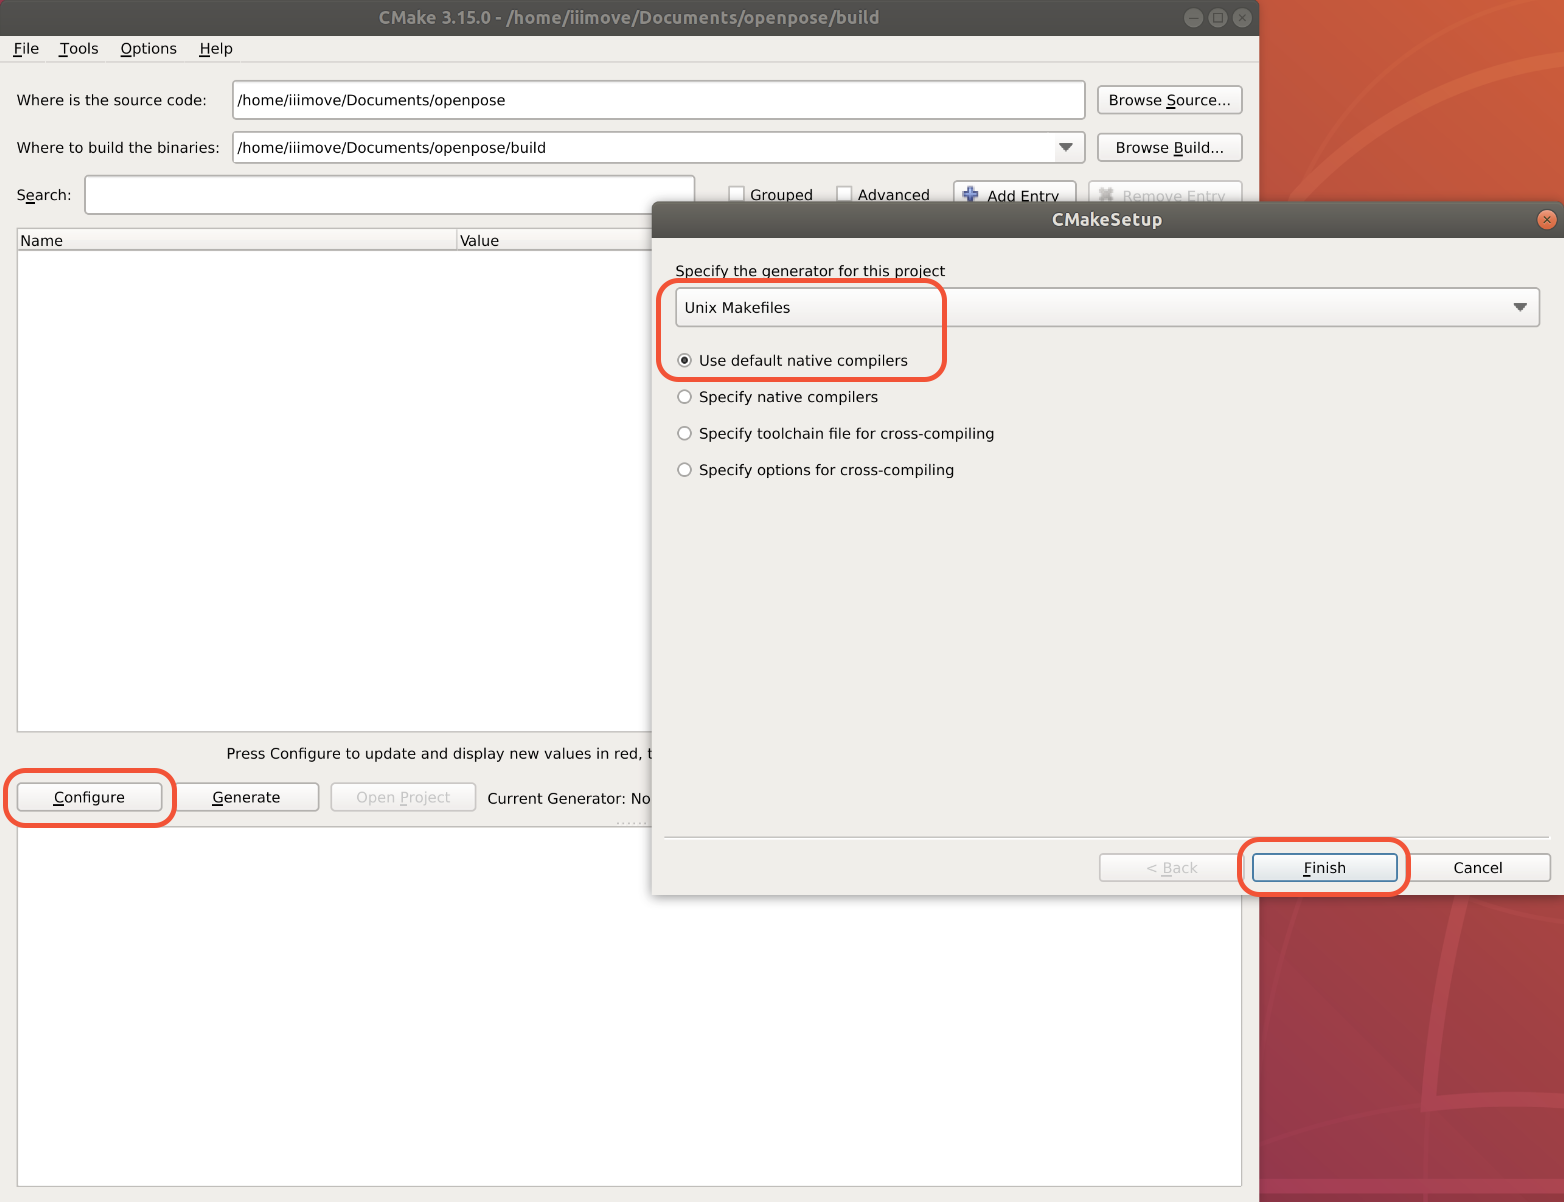 CMake 3.15.0 - /home/iiimove/Documents/openpose/build
File Tools Options Help
Where is the source code: /home/iiimove/Documents/openpose Browse Source...
Where to build the binaries: /home/iiimove/Documents/openpose/build Browse Build...
Search: Grouped Advanced Add Entry Remove Entry
Name Value
CMakeSetup
Specify the generator for this project
Unix Makefiles
Use default native compilers
Specify native compilers
Specify toolchain file for cross-compiling
Specify options for cross-compiling
< Back Finish Cancel
Press Configure to update and display new values in red, t
Configure Generate Open Project Current Generator: No